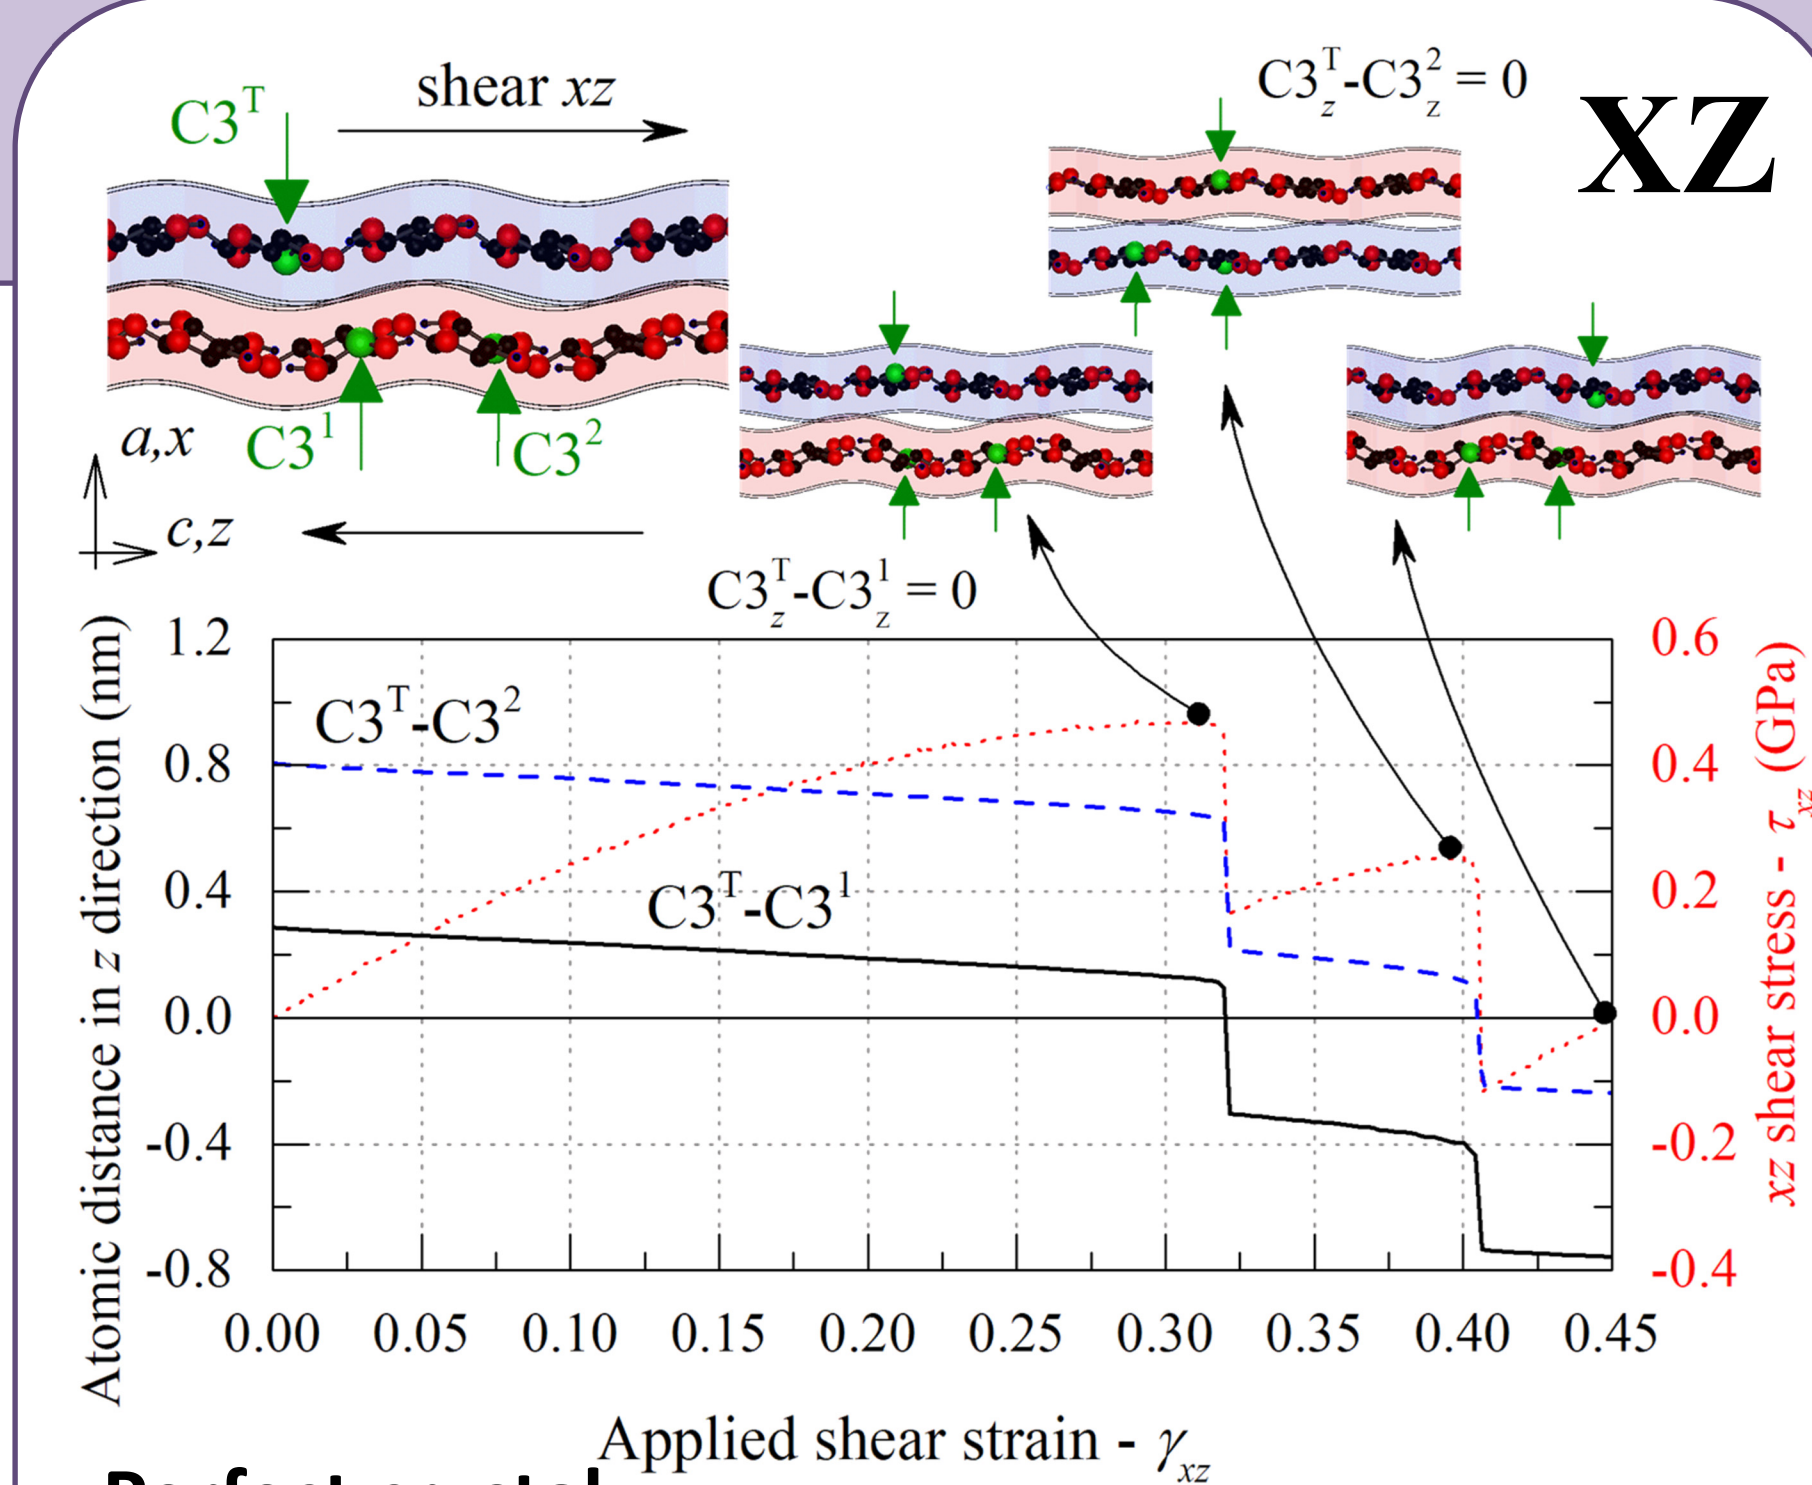 C3ᵀ
shear xz
C3ᵀz-C3²z = 0
XZ
C3¹
C3²
a,x
c,z
C3ᵀz-C3¹z = 0
Atomic distance in z direction (nm)
1.2
0.8
0.4
0.0
-0.4
-0.8
C3ᵀ-C3²
C3ᵀ-C3¹
0.6
0.4
0.2
0.0
-0.2
-0.4
xz shear stress - τxz (GPa)
0.00 0.05 0.10 0.15 0.20 0.25 0.30 0.35 0.40 0.45
Applied shear strain - γxz
Perfect crystal